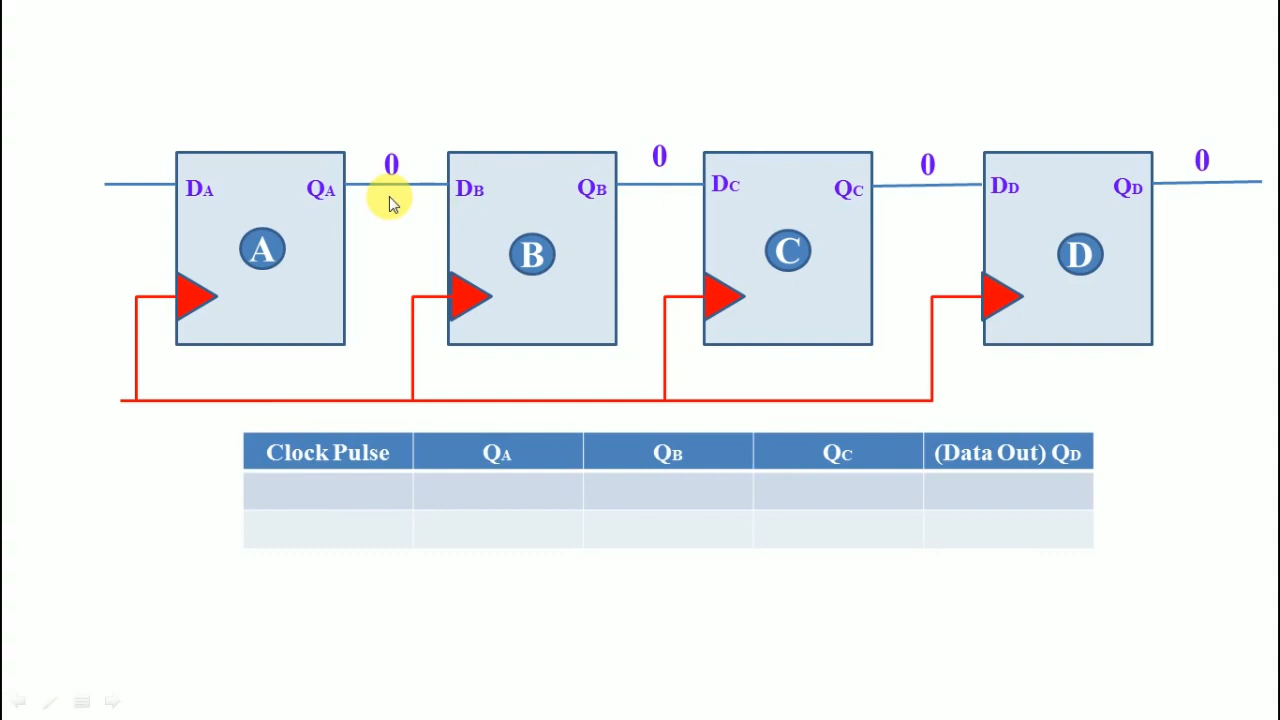 0 0 0 0
DA QA DB QB DC QC DD QD
A B C D
Clock Pulse QA QB QC (Data Out) QD